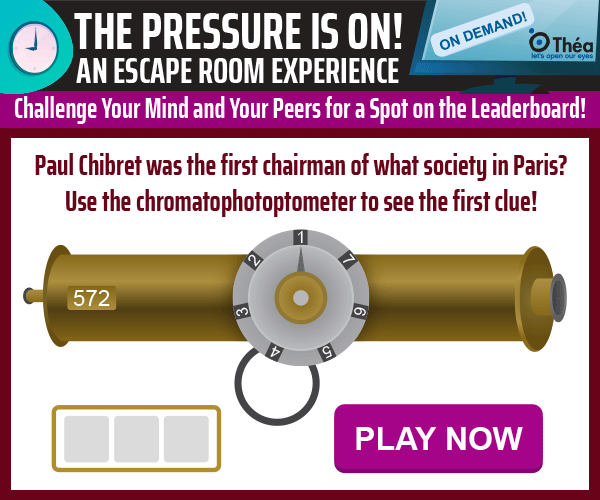 THE PRESSURE IS ON!
AN ESCAPE ROOM EXPERIENCE
ON DEMAND!
Théa
let's open our eyes
Challenge Your Mind and Your Peers for a Spot on the Leaderboard!
Paul Chibret was the first chairman of what society in Paris?
Use the chromatophotoptometer to see the first clue!
1
2
7
572
3
6
4
5
PLAY NOW